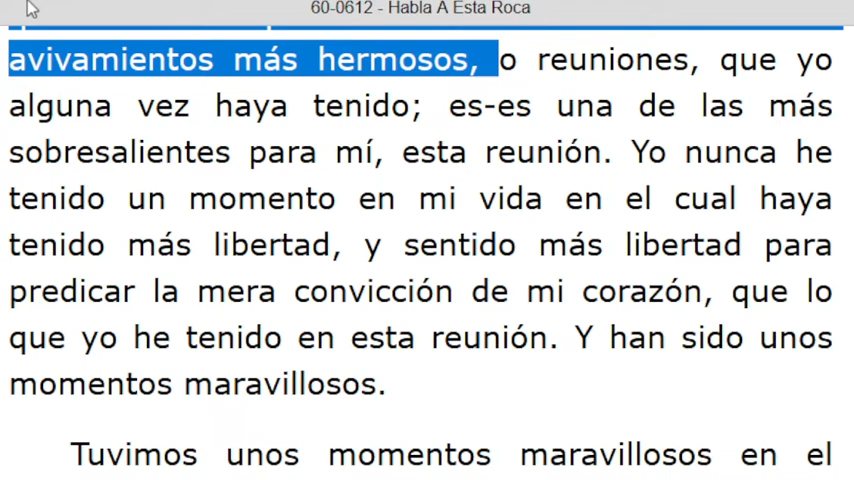 60-0612 - Habla A Esta Roca
avivamientos más hermosos, o reuniones, que yo
alguna vez haya tenido; es-es una de las más
sobresalientes para mí, esta reunión. Yo nunca he
tenido un momento en mi vida en el cual haya
tenido más libertad, y sentido más libertad para
predicar la mera convicción de mi corazón, que lo
que yo he tenido en esta reunión. Y han sido unos
momentos maravillosos.
Tuvimos unos momentos maravillosos en el